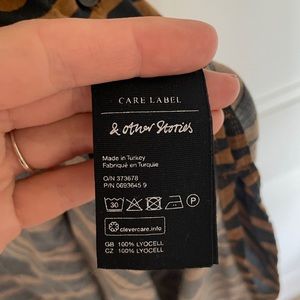 CARE LABEL
& Other Stories
Made in Turkey
Fabriqué en Turquie
O/N 373678
P/N 0693645 9
30 P
clevercare.info
GB 100% LYOCELL
CZ 100% LYOCELL